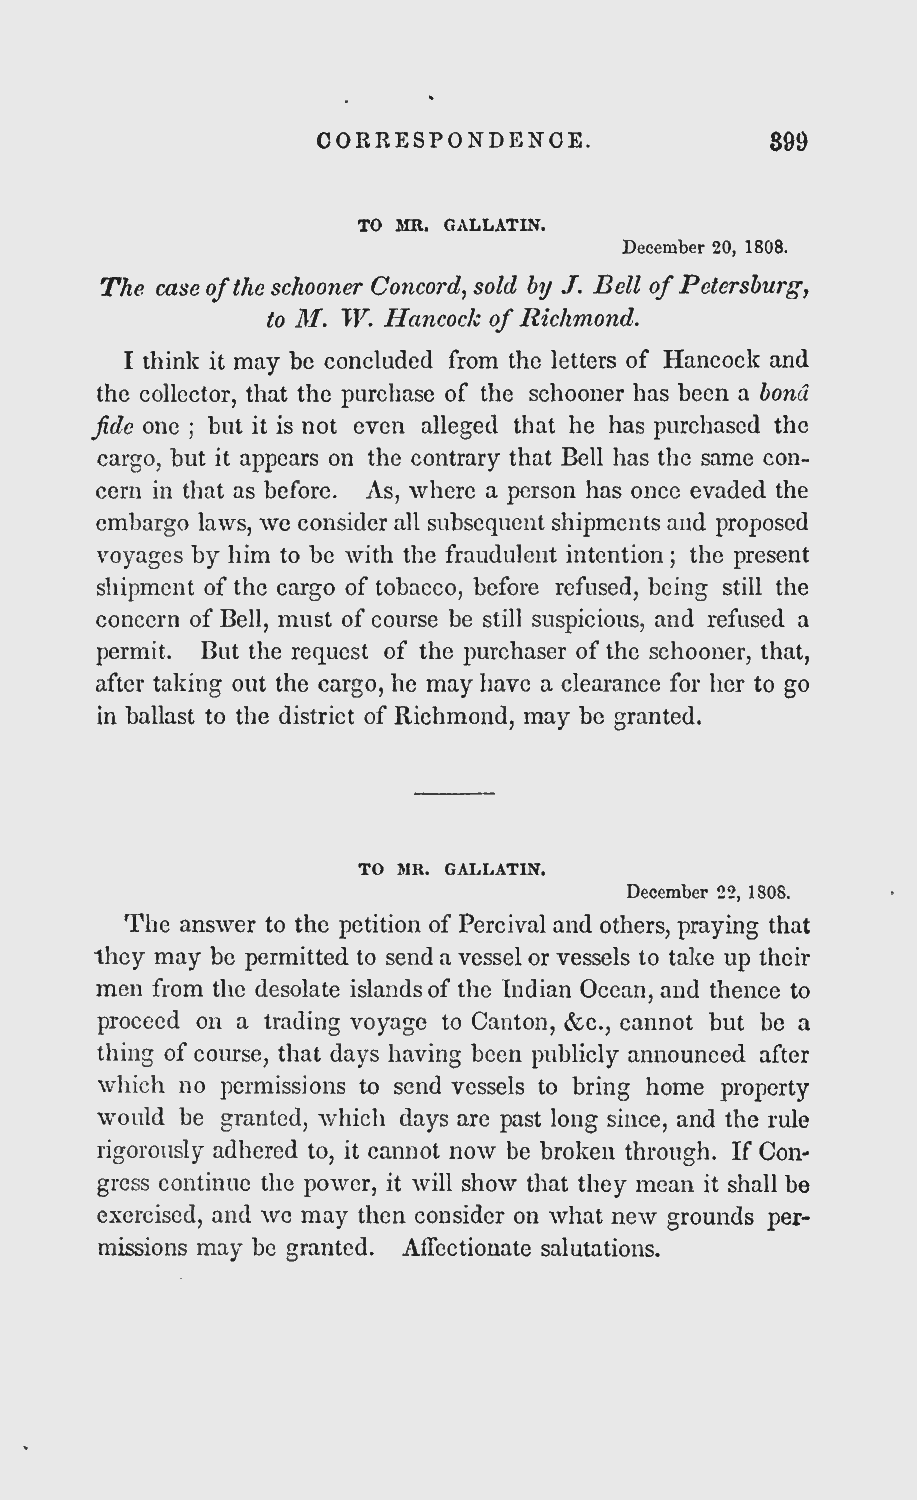 CORRESPONDENCE. 399
TO MR. GALLATIN.
December 20, 1808.
The case of the schooner Concord, sold by J. Bell of Petersburg,
to M. W. Hancock of Richmond.
I think it may be concluded from the letters of Hancock and
the collector, that the purchase of the schooner has been a bonâ
fide one ; but it is not even alleged that he has purchased the
cargo, but it appears on the contrary that Bell has the same con-
cern in that as before. As, where a person has once evaded the
embargo laws, we consider all subsequent shipments and proposed
voyages by him to be with the fraudulent intention ; the present
shipment of the cargo of tobacco, before refused, being still the
concern of Bell, must of course be still suspicious, and refused a
permit. But the request of the purchaser of the schooner, that,
after taking out the cargo, he may have a clearance for her to go
in ballast to the district of Richmond, may be granted.
TO MR. GALLATIN.
December 22, 1808.
The answer to the petition of Percival and others, praying that
they may be permitted to send a vessel or vessels to take up their
men from the desolate islands of the Indian Ocean, and thence to
proceed on a trading voyage to Canton, &c., cannot but be a
thing of course, that days having been publicly announced after
which no permissions to send vessels to bring home property
would be granted, which days are past long since, and the rule
rigorously adhered to, it cannot now be broken through. If Con-
gress continue the power, it will show that they mean it shall be
exercised, and we may then consider on what new grounds per-
missions may be granted. Affectionate salutations.